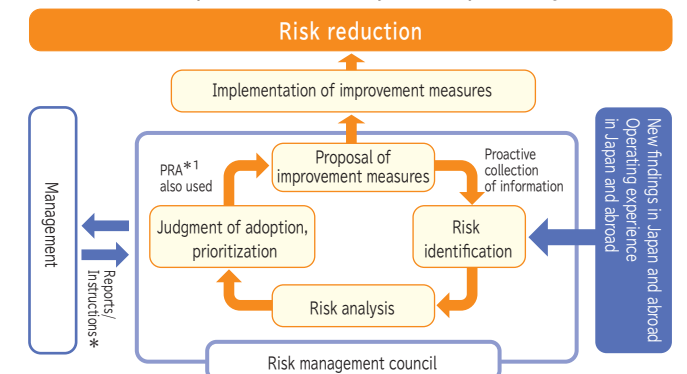 Risk reduction
Implementation of improvement measures
Proposal of
improvement measures
PRA*1
also used
Proactive
collection
of information
Judgment of adoption,
prioritization
Risk
identification
Risk analysis
Risk management council
Management
Reports/
Instructions*
New findings in Japan and abroad
Operating experience
in Japan and abroad